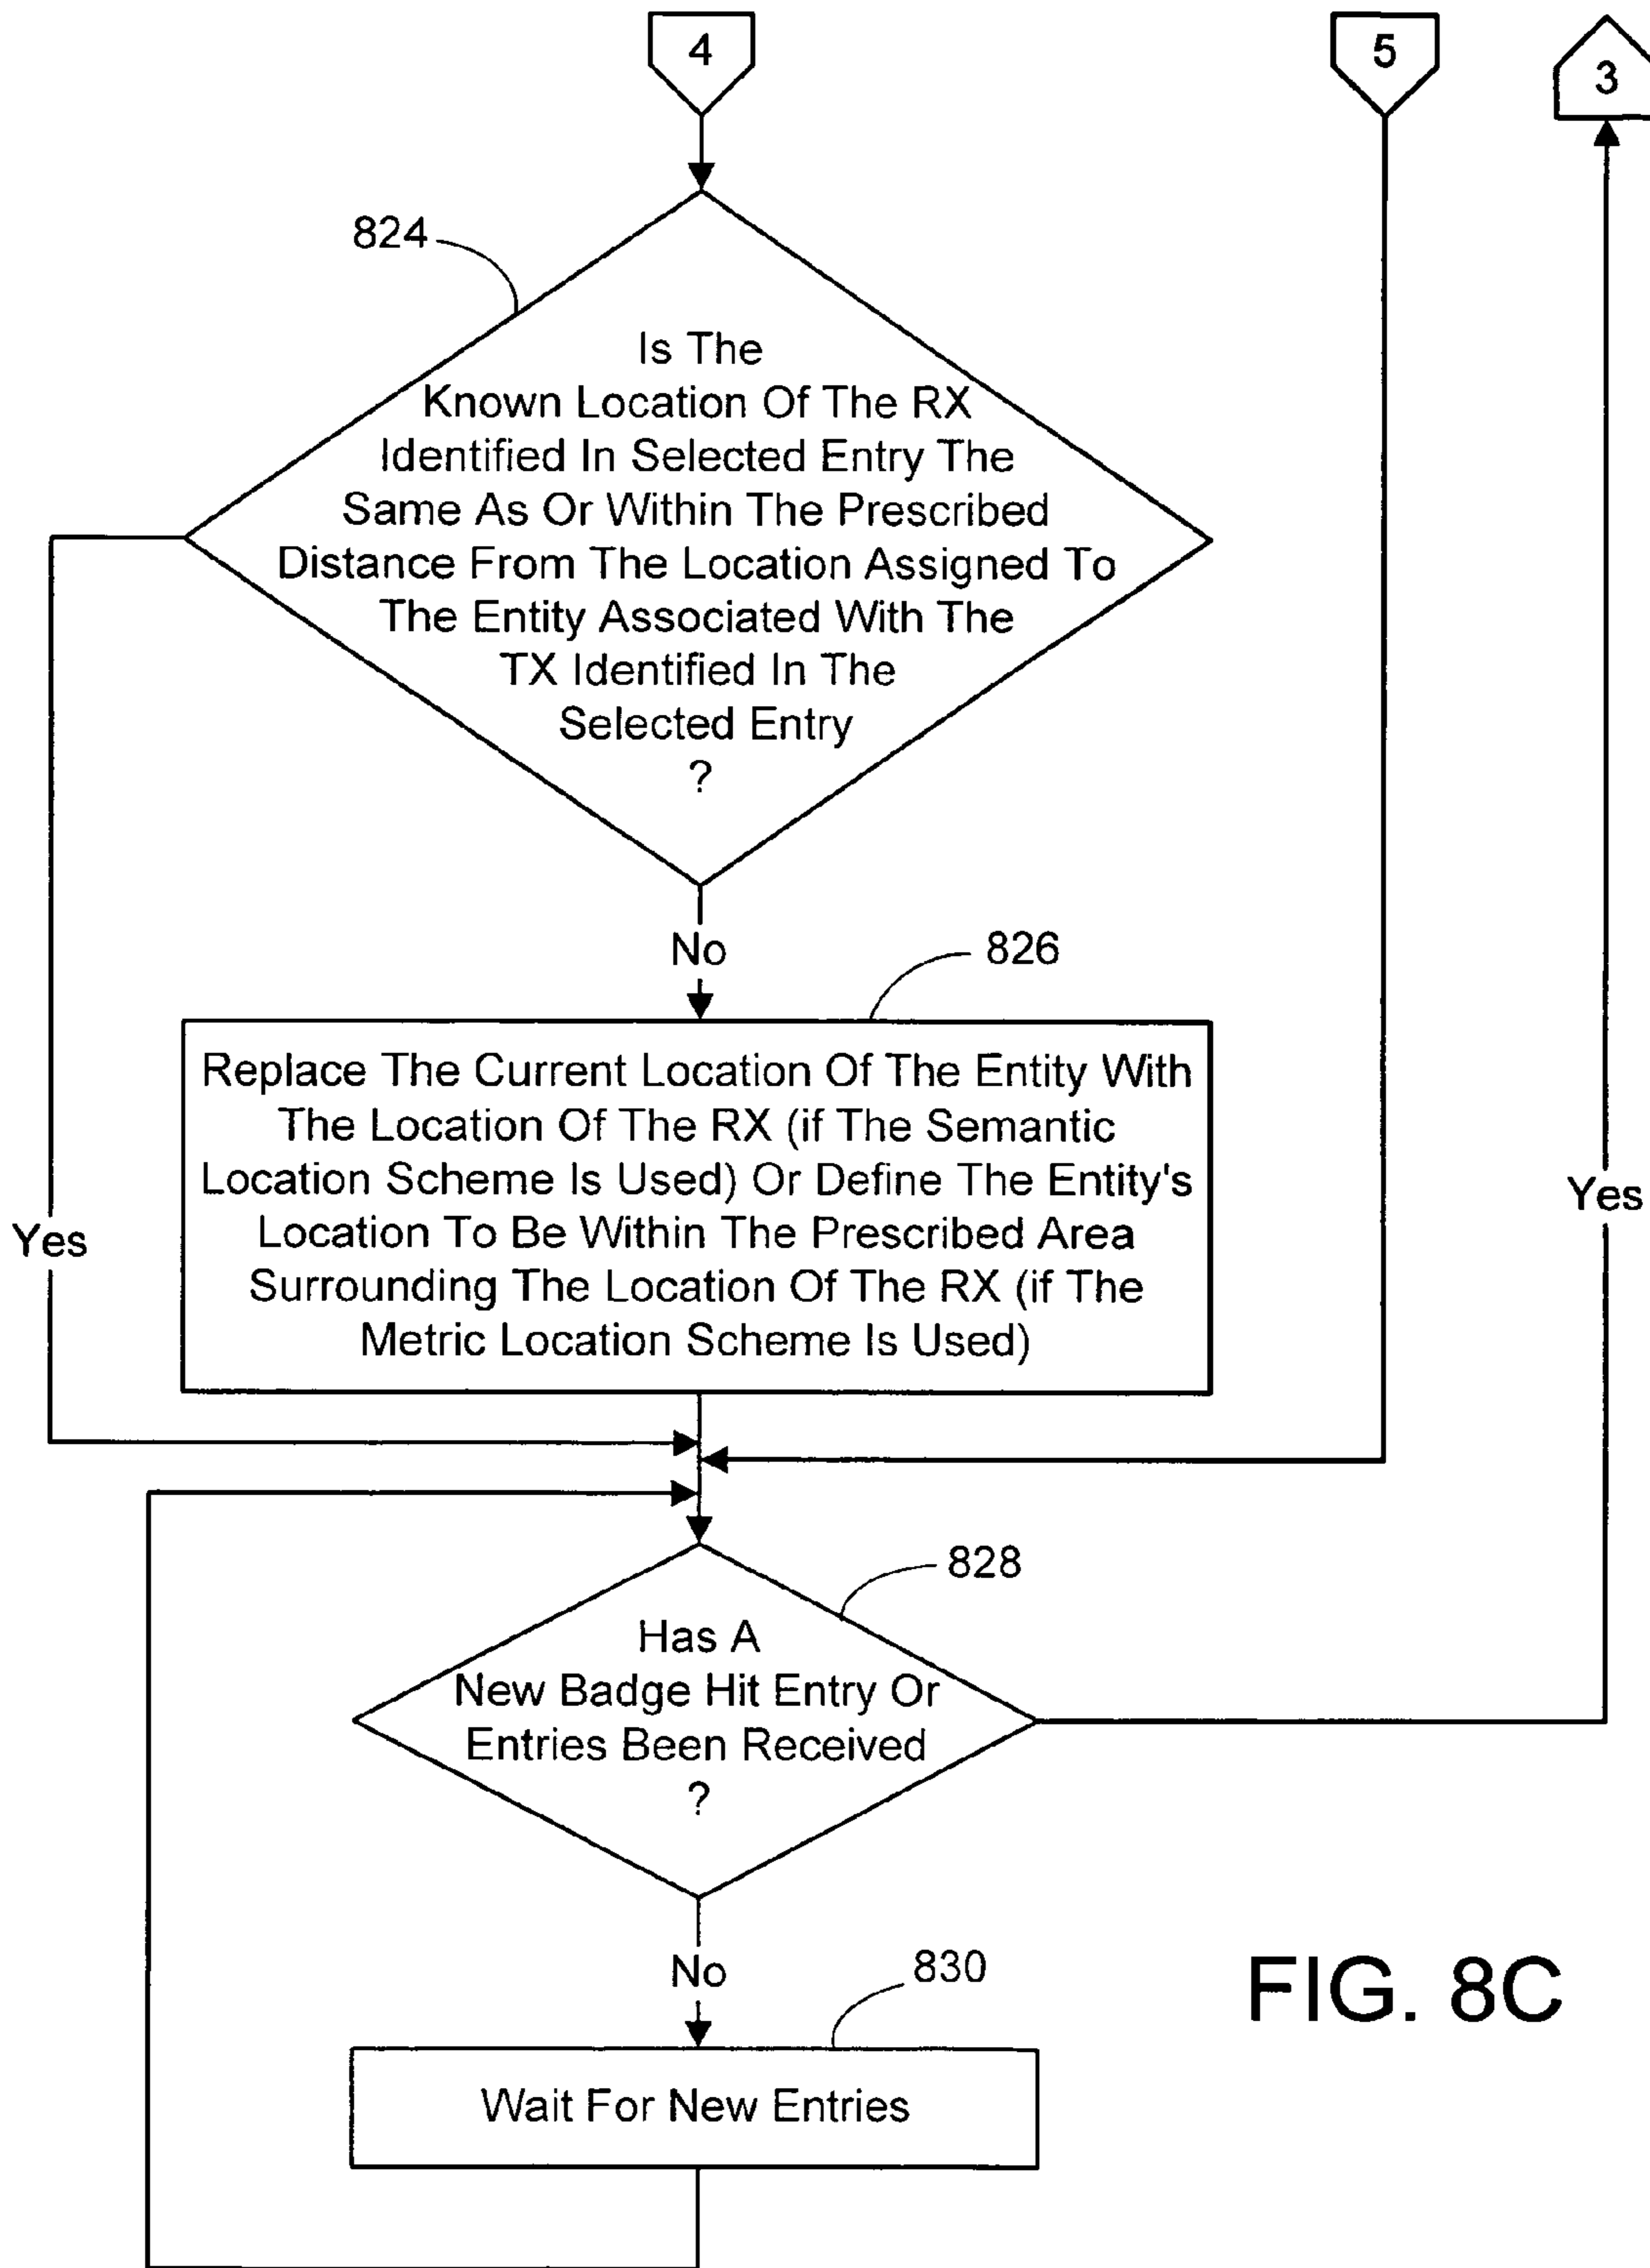 4
5
3
824
Is The
Known Location Of The RX
Identified In Selected Entry The
Same As Or Within The Prescribed
Distance From The Location Assigned To
The Entity Associated With The
TX Identified In The
Selected Entry
?
No
826
Replace The Current Location Of The Entity With
The Location Of The RX (if The Semantic
Location Scheme Is Used) Or Define The Entity's
Location To Be Within The Prescribed Area
Surrounding The Location Of The RX (if The
Metric Location Scheme Is Used)
Yes
Yes
828
Has A
New Badge Hit Entry Or
Entries Been Received
?
No
830
Wait For New Entries
FIG. 8C